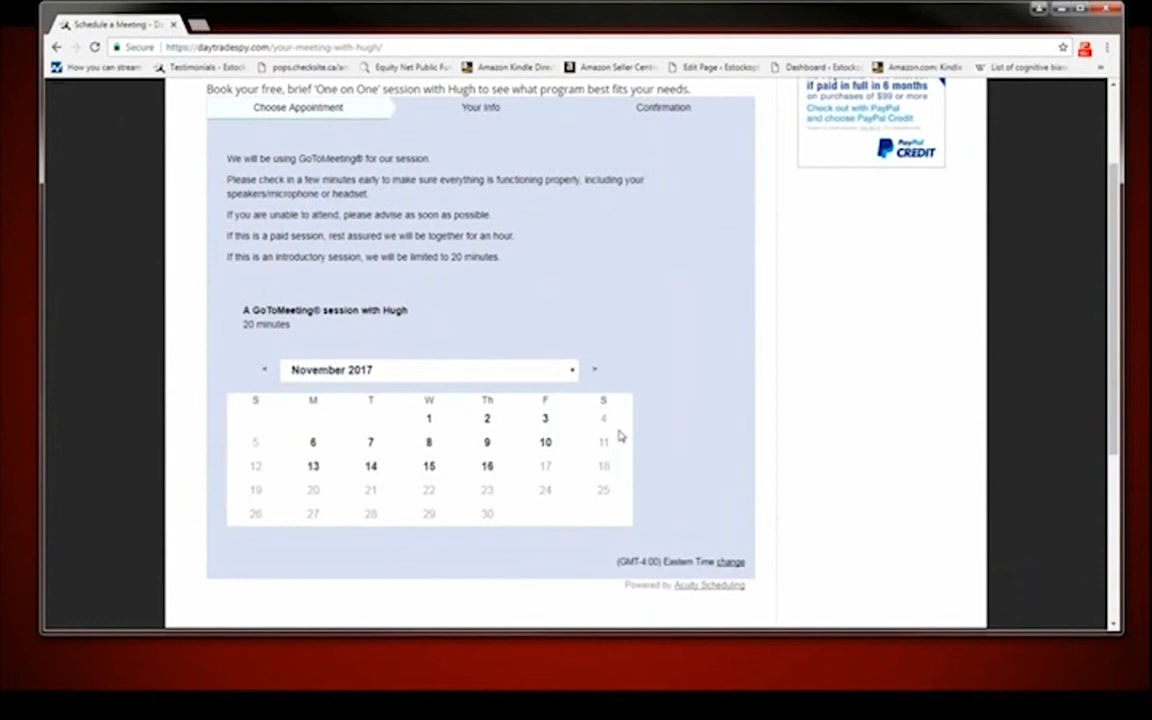 Schedule a Meeting - Da
Secure
https://daytradespy.com/your-meeting-with-hugh/
How you can stream
Testimonials - Estock
pops.checksite.ca/en
Equity Net Public Fu
Amazon Kindle Direc
Amazon Seller Centr
Edit Page - Estockop
Dashboard - Estockop
Amazon.com: Kindle
List of cognitive bias
Book your free, brief 'One on One' session with Hugh to see what program best fits your needs.
Choose Appointment
Your Info
Confirmation
We will be using GoToMeeting® for our session.
Please check in a few minutes early to make sure everything is functioning properly, including your
speakers/microphone or headset.
If you are unable to attend, please advise as soon as possible.
If this is a paid session, rest assured we will be together for an hour.
If this is an introductory session, we will be limited to 20 minutes.
A GoToMeeting® session with Hugh
20 minutes
November 2017
S M T W Th F S
1 2 3 4
5 6 7 8 9 10 11
12 13 14 15 16 17 18
19 20 21 22 23 24 25
26 27 28 29 30
(GMT-4:00) Eastern Time change
Powered by Acuity Scheduling
if paid in full in 6 months
on purchases of $99 or more
Check out with PayPal
and choose PayPal Credit
PayPal
CREDIT